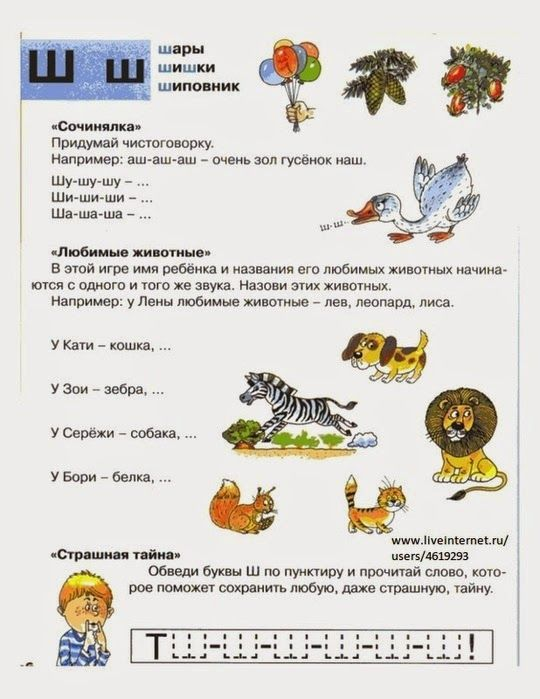 Ш ш
шары
шишки
шиповник
«Сочинялка»
Придумай чистоговорку.
Например: аш-аш-аш – очень зол гусёнок наш.
Шу-шу-шу – ...
Ши-ши-ши – ...
Ша-ша-ша – ...
ш-ш-ш...
«Любимые животные»
В этой игре имя ребёнка и названия его любимых животных начина-
ются с одного и того же звука. Назови этих животных.
Например: у Лены любимые животные – лев, леопард, лиса.
У Кати – кошка, ...
У Зои – зебра, ...
У Серёжи – собака, ...
У Бори – белка, ...
www.liveinternet.ru/
users/4619293
«Страшная тайна»
Обведи буквы Ш по пунктиру и прочитай слово, кото-
рое поможет сохранить любую, даже страшную, тайну.
Т Ш-Ш-Ш-Ш-Ш-Ш!